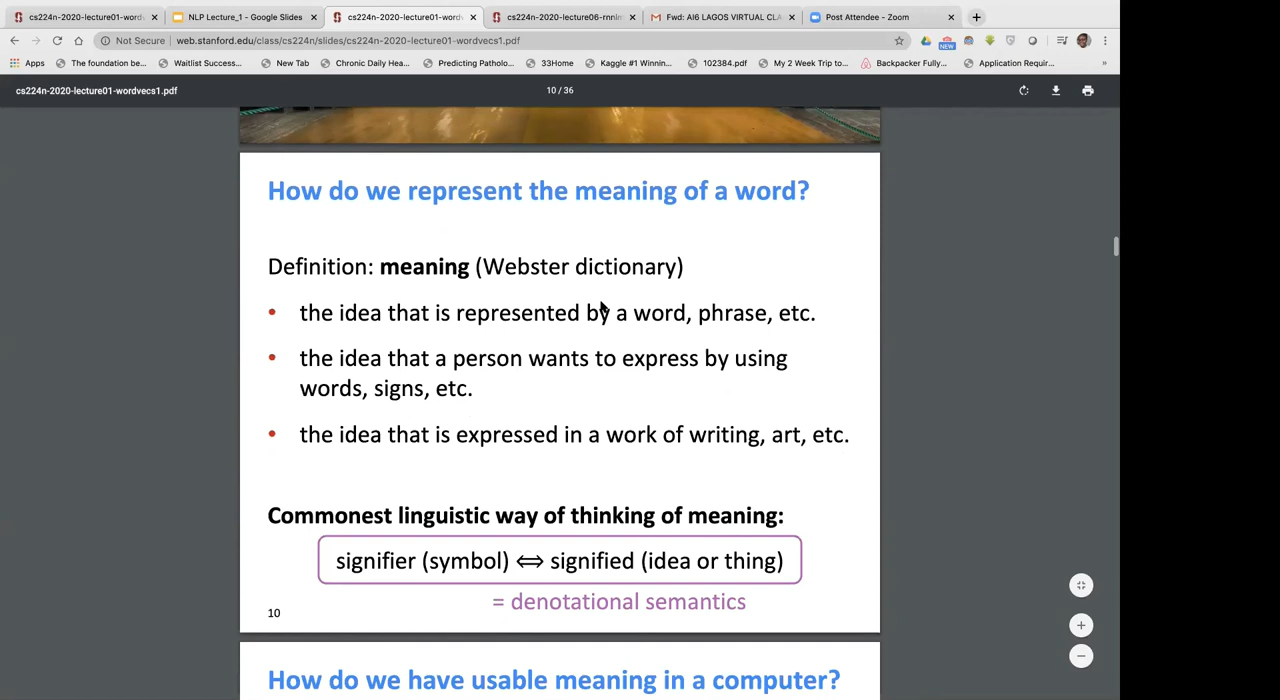 cs224n-2020-lecture01-word
NLP Lecture_1 - Google Slides
cs224n-2020-lecture01-word
cs224n-2020-lecture06-rnnln
Fwd: AI6 LAGOS VIRTUAL CLA
Post Attendee - Zoom
Not Secure
web.stanford.edu/class/cs224n/slides/cs224n-2020-lecture01-wordvecs1.pdf
NEW
Apps
The foundation be...
Waitlist Success...
New Tab
Chronic Daily Hea...
Predicting Patholo...
33Home
Kaggle #1 Winnin...
102384.pdf
My 2 Week Trip to...
Backpacker Fully...
Application Requir...
»
cs224n-2020-lecture01-wordvecs1.pdf
10 / 36
How do we represent the meaning of a word?
Definition: meaning (Webster dictionary)
• the idea that is represented by a word, phrase, etc.
• the idea that a person wants to express by using
words, signs, etc.
• the idea that is expressed in a work of writing, art, etc.
Commonest linguistic way of thinking of meaning:
signifier (symbol) ⟺ signified (idea or thing)
= denotational semantics
10
How do we have usable meaning in a computer?